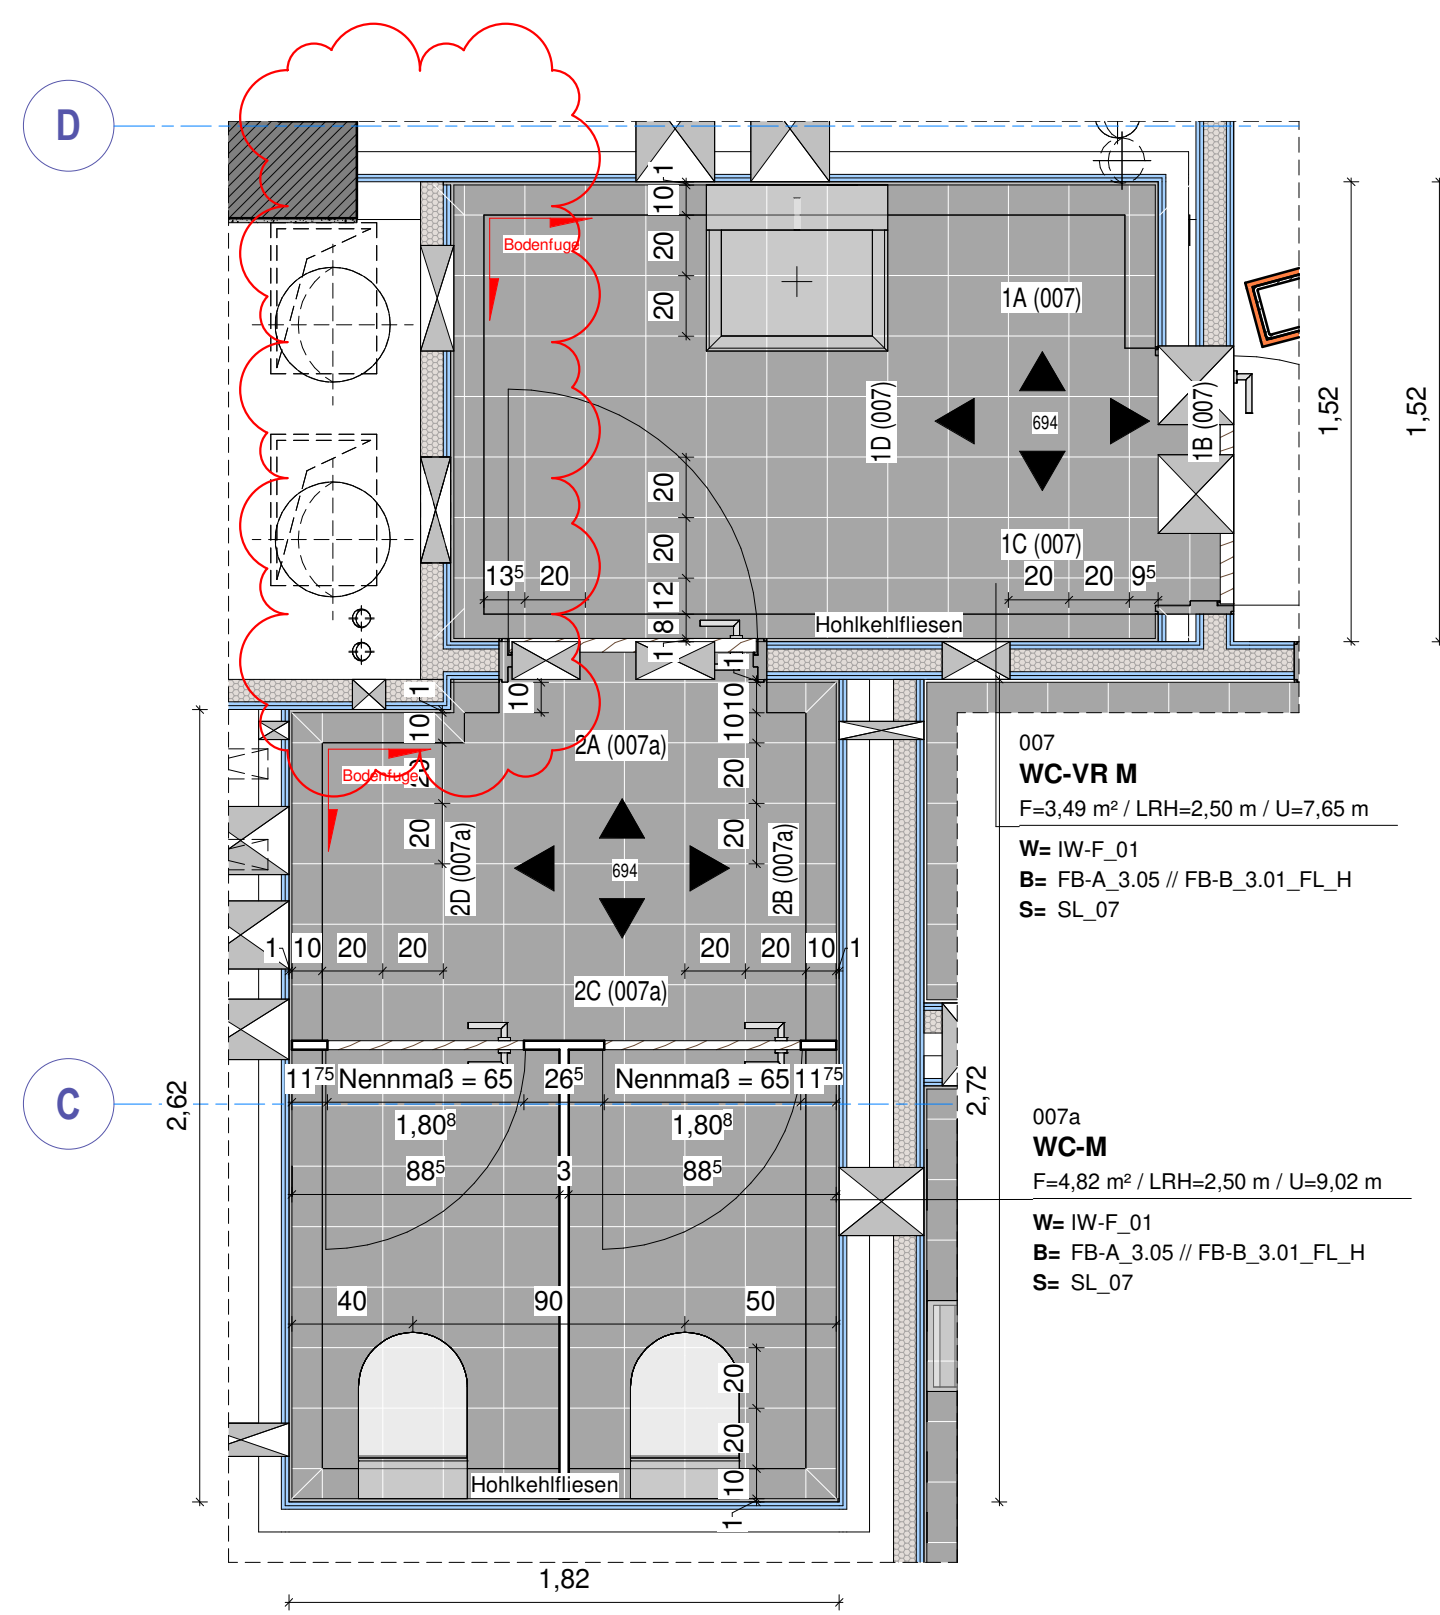 D
1
10
20
20
Bodenfuge
1A (007)
1D (007)
694
1B (007)
1,52
1,52
20
20
12
8
1
1C (007)
13⁵ 20
20 20 9⁵
Hohlkehlfliesen
1
10
20
20
10
1
10
10
20
20
2A (007a)
Bodenfuge
2D (007a)
694
2B (007a)
1 10 20 20
20 20 10 1
2C (007a)
007
WC-VR M
F=3,49 m² / LRH=2,50 m / U=7,65 m
W= IW-F_01
B= FB-A_3.05 // FB-B_3.01_FL_H
S= SL_07
C
2,62
11⁷⁵ Nennmaß = 65 26⁵ Nennmaß = 65 11⁷⁵
1,80⁸ 1,80⁸
88⁵ 3 88⁵
2,72
007a
WC-M
F=4,82 m² / LRH=2,50 m / U=9,02 m
W= IW-F_01
B= FB-A_3.05 // FB-B_3.01_FL_H
S= SL_07
40 90 50
20
20
10
1
Hohlkehlfliesen
1,82